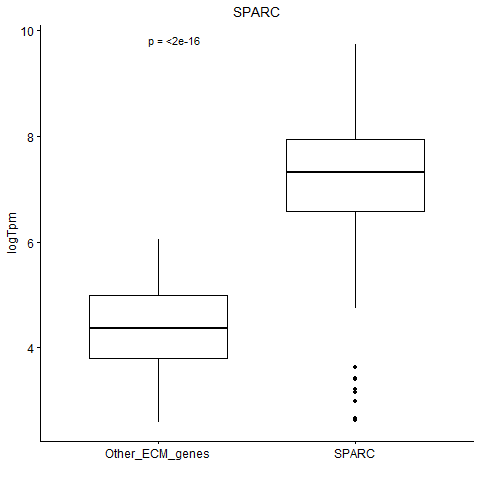 SPARC
p = <2e-16
10
8
6
4
logTpm
Other_ECM_genes
SPARC